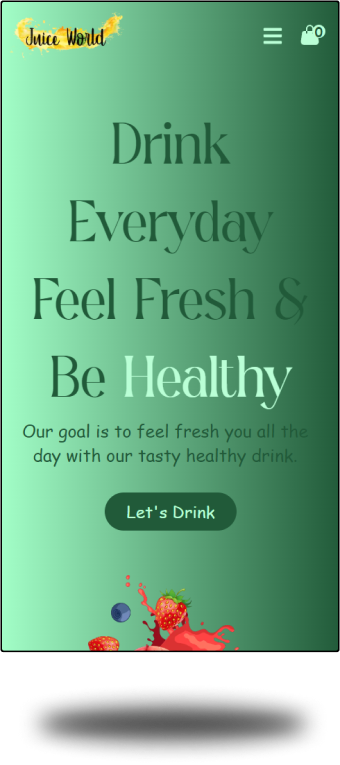 Juice World
0
Drink
Everyday
Feel Fresh &
Be Healthy
Our goal is to feel fresh you all the
day with our tasty healthy drink.
Let's Drink